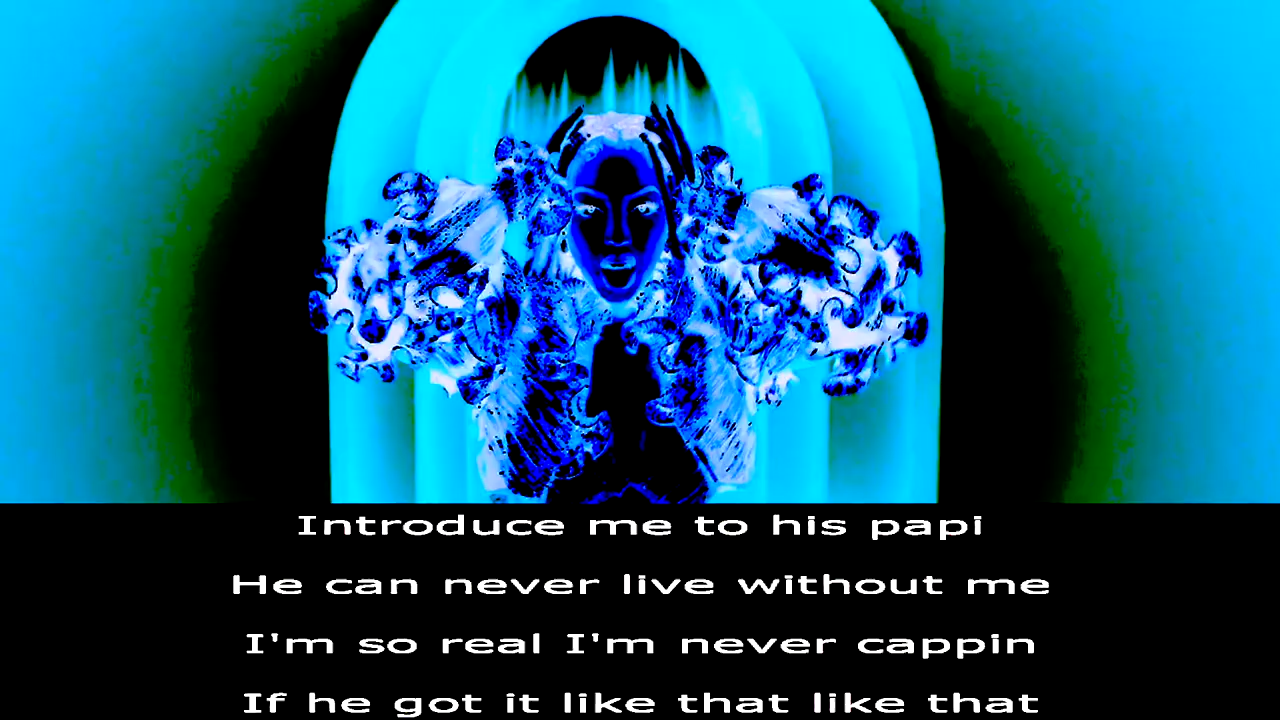 Introduce me to his papi
He can never live without me
I'm so real I'm never cappin
If he got it like that like that